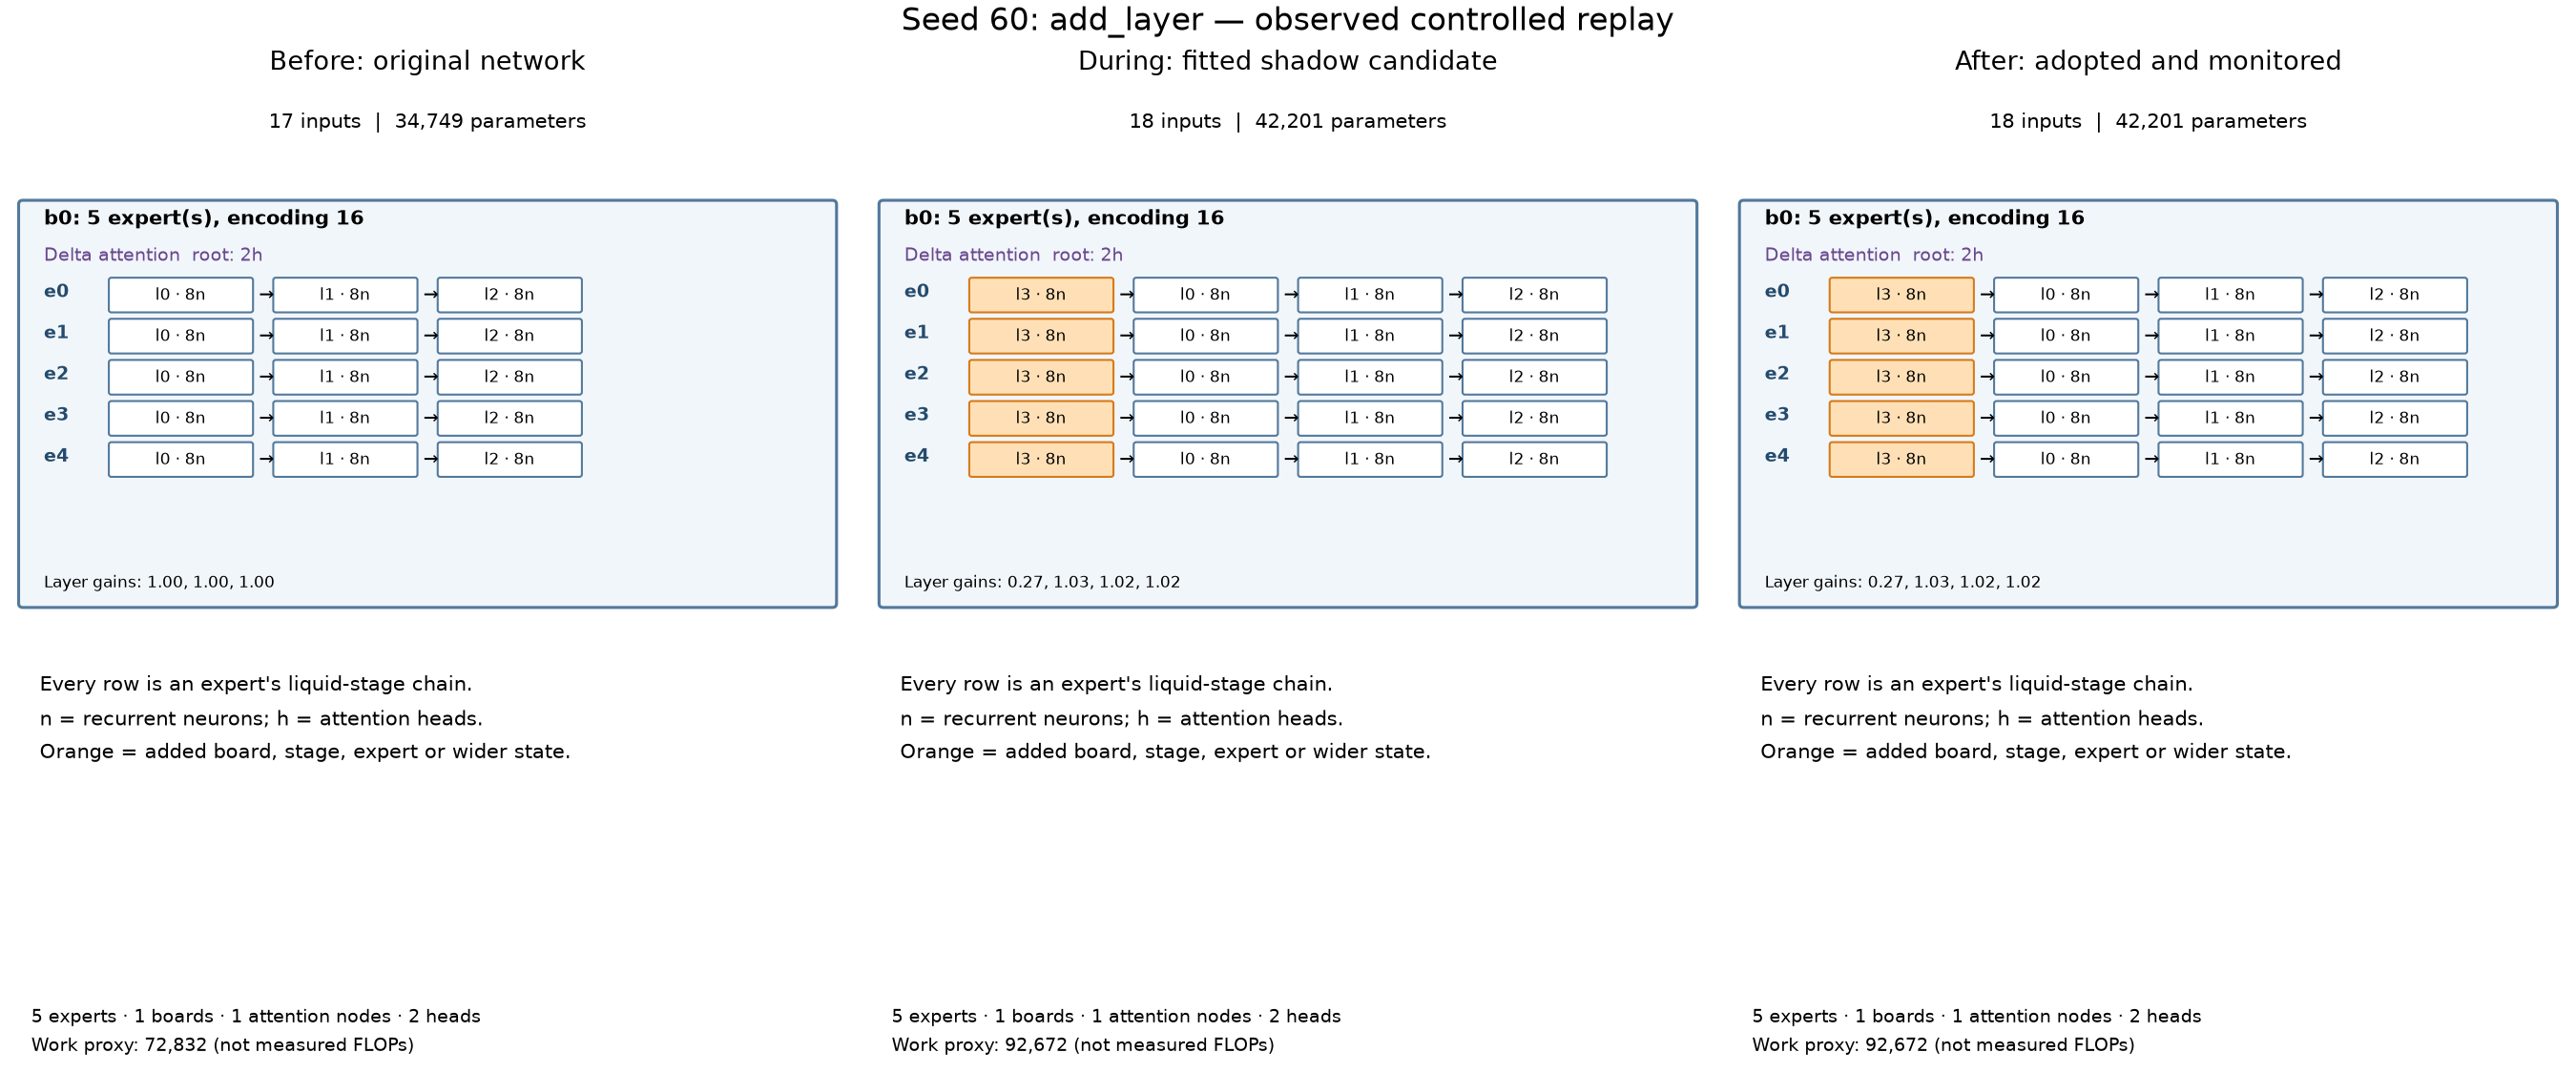 Seed 60: add_layer — observed controlled replay
Before: original network
17 inputs | 34,749 parameters
b0: 5 expert(s), encoding 16
Delta attention root: 2h
e0 l0 · 8n → l1 · 8n → l2 · 8n
e1 l0 · 8n → l1 · 8n → l2 · 8n
e2 l0 · 8n → l1 · 8n → l2 · 8n
e3 l0 · 8n → l1 · 8n → l2 · 8n
e4 l0 · 8n → l1 · 8n → l2 · 8n
Layer gains: 1.00, 1.00, 1.00
Every row is an expert's liquid-stage chain.
n = recurrent neurons; h = attention heads.
Orange = added board, stage, expert or wider state.
5 experts · 1 boards · 1 attention nodes · 2 heads
Work proxy: 72,832 (not measured FLOPs)
During: fitted shadow candidate
18 inputs | 42,201 parameters
b0: 5 expert(s), encoding 16
Delta attention root: 2h
e0 l3 · 8n → l0 · 8n → l1 · 8n → l2 · 8n
e1 l3 · 8n → l0 · 8n → l1 · 8n → l2 · 8n
e2 l3 · 8n → l0 · 8n → l1 · 8n → l2 · 8n
e3 l3 · 8n → l0 · 8n → l1 · 8n → l2 · 8n
e4 l3 · 8n → l0 · 8n → l1 · 8n → l2 · 8n
Layer gains: 0.27, 1.03, 1.02, 1.02
Every row is an expert's liquid-stage chain.
n = recurrent neurons; h = attention heads.
Orange = added board, stage, expert or wider state.
5 experts · 1 boards · 1 attention nodes · 2 heads
Work proxy: 92,672 (not measured FLOPs)
After: adopted and monitored
18 inputs | 42,201 parameters
b0: 5 expert(s), encoding 16
Delta attention root: 2h
e0 l3 · 8n → l0 · 8n → l1 · 8n → l2 · 8n
e1 l3 · 8n → l0 · 8n → l1 · 8n → l2 · 8n
e2 l3 · 8n → l0 · 8n → l1 · 8n → l2 · 8n
e3 l3 · 8n → l0 · 8n → l1 · 8n → l2 · 8n
e4 l3 · 8n → l0 · 8n → l1 · 8n → l2 · 8n
Layer gains: 0.27, 1.03, 1.02, 1.02
Every row is an expert's liquid-stage chain.
n = recurrent neurons; h = attention heads.
Orange = added board, stage, expert or wider state.
5 experts · 1 boards · 1 attention nodes · 2 heads
Work proxy: 92,672 (not measured FLOPs)